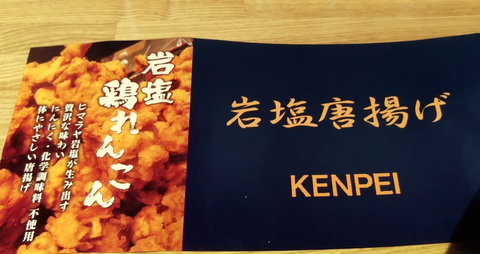 岩塩
鶏れんこん
ヒマラヤ岩塩が生み出す
贅沢な味わい
にんにく・化学調味料 不使用
体にやさしい唐揚げ
岩塩唐揚げ
KENPEI